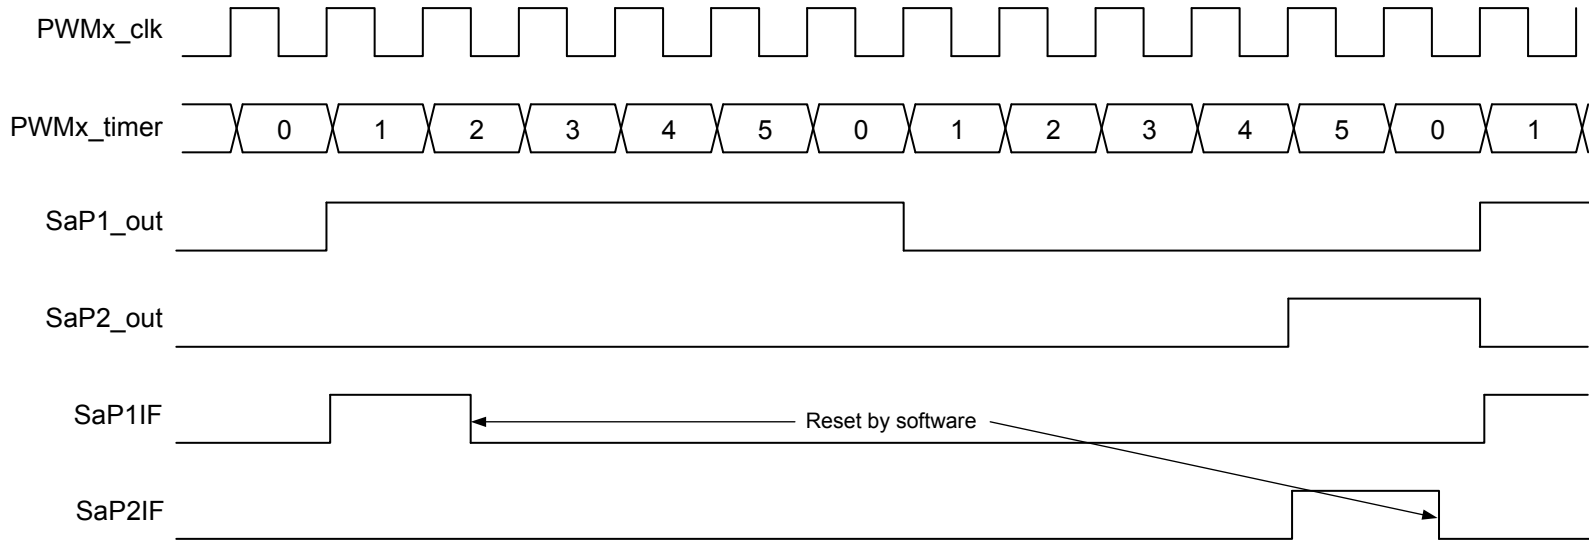 PWMx_clk
PWMx_timer 0 1 2 3 4 5 0 1 2 3 4 5 0 1
SaP1_out
SaP2_out
SaP1IF
Reset by software
SaP2IF